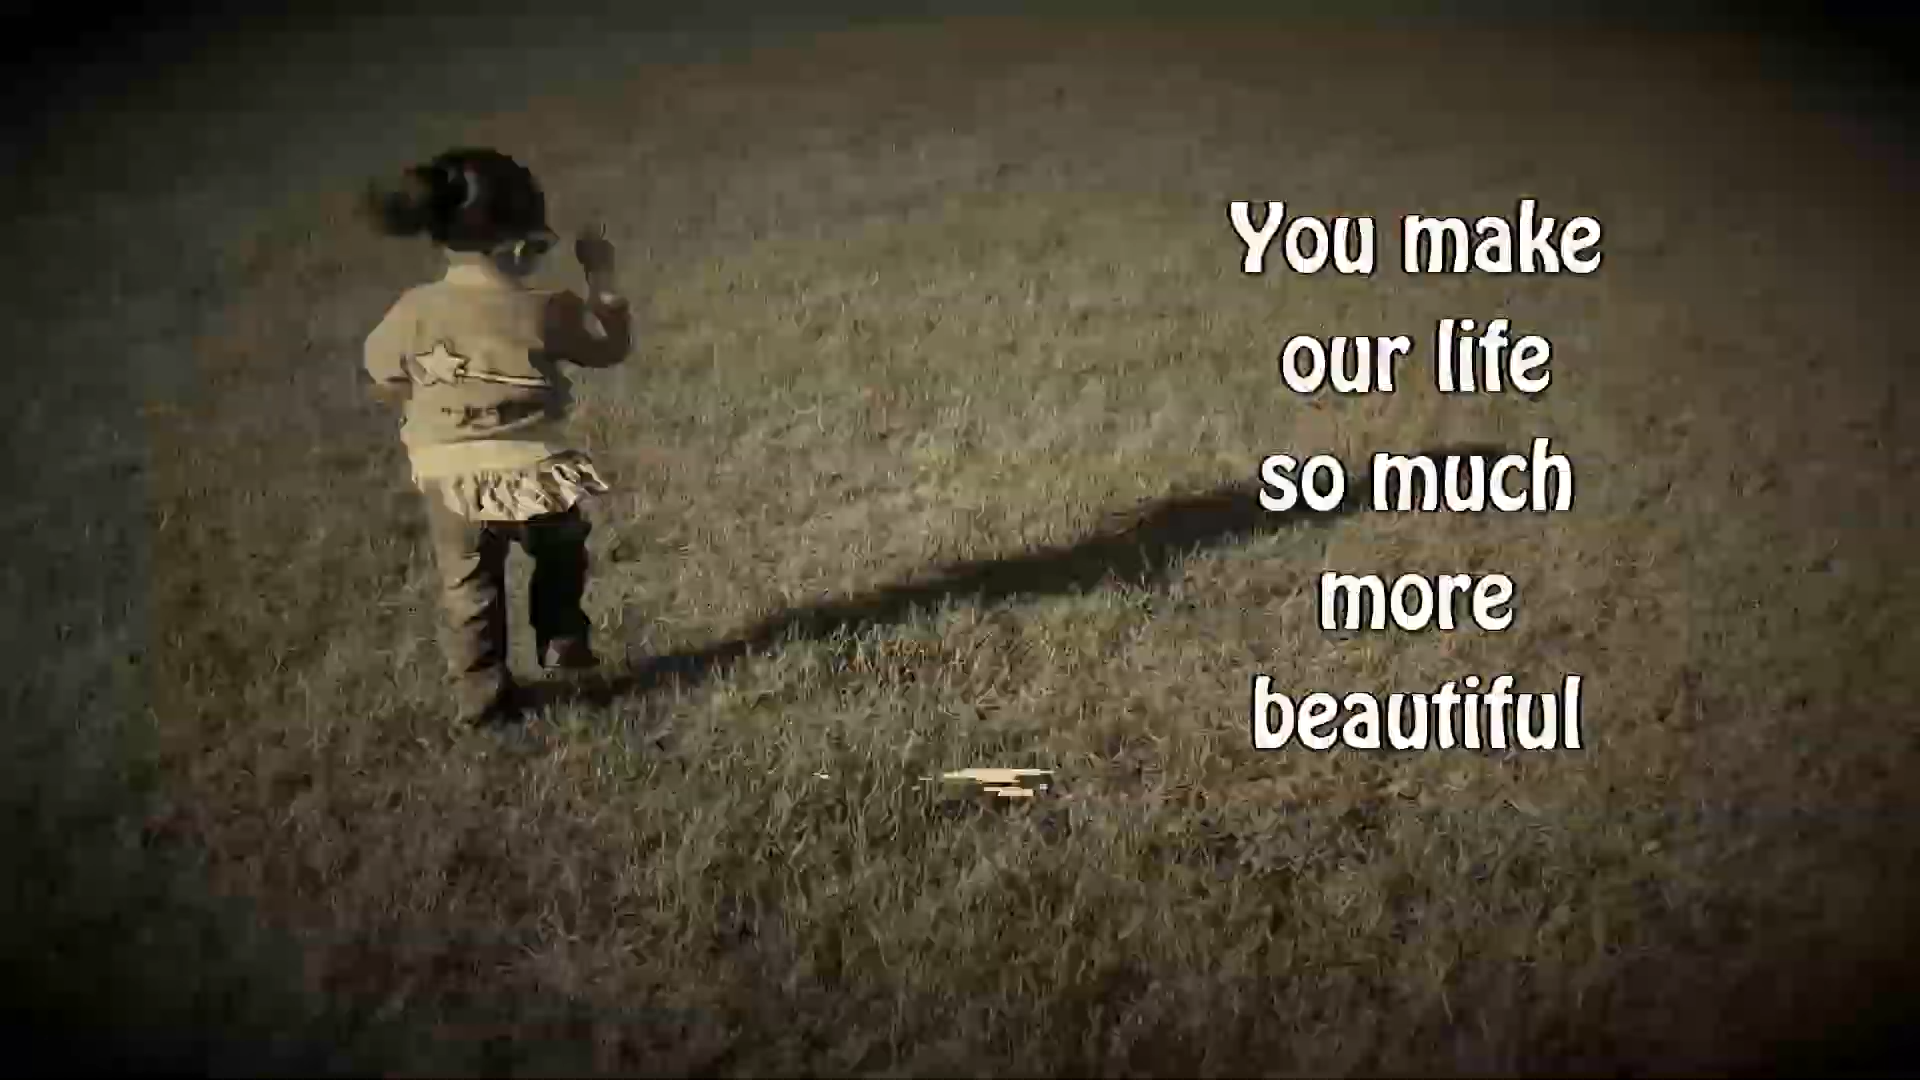 You make
our life
so much
more
beautiful